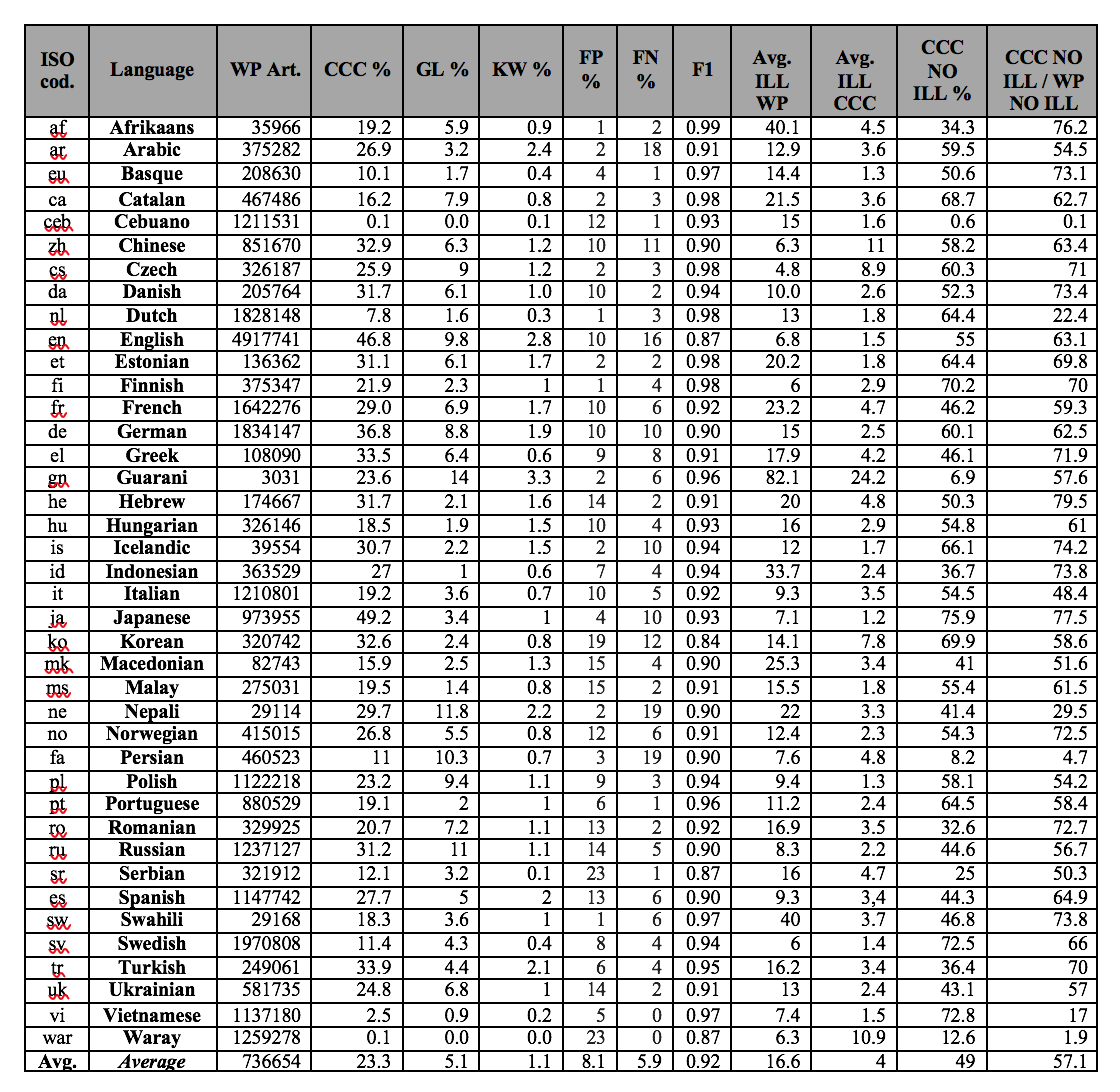 ISO cod. Language WP Art. CCC % GL % KW % FP % FN % F1 Avg. ILL WP Avg. ILL CCC CCC NO ILL % CCC NO ILL / WP NO ILL
af Afrikaans 35966 19.2 5.9 0.9 1 2 0.99 40.1 4.5 34.3 76.2
ar Arabic 375282 26.9 3.2 2.4 2 18 0.91 12.9 3.6 59.5 54.5
eu Basque 208630 10.1 1.7 0.4 4 1 0.97 14.4 1.3 50.6 73.1
ca Catalan 467486 16.2 7.9 0.8 2 3 0.98 21.5 3.6 68.7 62.7
ceb Cebuano 1211531 0.1 0.0 0.1 12 1 0.93 15 1.6 0.6 0.1
zh Chinese 851670 32.9 6.3 1.2 10 11 0.90 6.3 11 58.2 63.4
cs Czech 326187 25.9 9 1.2 2 3 0.98 4.8 8.9 60.3 71
da Danish 205764 31.7 6.1 1.0 10 2 0.94 10.0 2.6 52.3 73.4
nl Dutch 1828148 7.8 1.6 0.3 1 3 0.98 13 1.8 64.4 22.4
en English 4917741 46.8 9.8 2.8 10 16 0.87 6.8 1.5 55 63.1
et Estonian 136362 31.1 6.1 1.7 2 2 0.98 20.2 1.8 64.4 69.8
fi Finnish 375347 21.9 2.3 1 1 4 0.98 6 2.9 70.2 70
fr French 1642276 29.0 6.9 1.7 10 6 0.92 23.2 4.7 46.2 59.3
de German 1834147 36.8 8.8 1.9 10 10 0.90 15 2.5 60.1 62.5
el Greek 108090 33.5 6.4 0.6 9 8 0.91 17.9 4.2 46.1 71.9
gn Guarani 3031 23.6 14 3.3 2 6 0.96 82.1 24.2 6.9 57.6
he Hebrew 174667 31.7 2.1 1.6 14 2 0.91 20 4.8 50.3 79.5
hu Hungarian 326146 18.5 1.9 1.5 10 4 0.93 16 2.9 54.8 61
is Icelandic 39554 30.7 2.2 1.5 2 10 0.94 12 1.7 66.1 74.2
id Indonesian 363529 27 1 0.6 7 4 0.94 33.7 2.4 36.7 73.8
it Italian 1210801 19.2 3.6 0.7 10 5 0.92 9.3 3.5 54.5 48.4
ja Japanese 973955 49.2 3.4 1 4 10 0.93 7.1 1.2 75.9 77.5
ko Korean 320742 32.6 2.4 0.8 19 12 0.84 14.1 7.8 69.9 58.6
mk Macedonian 82743 15.9 2.5 1.3 15 4 0.90 25.3 3.4 41 51.6
ms Malay 275031 19.5 1.4 0.8 15 2 0.91 15.5 1.8 55.4 61.5
ne Nepali 29114 29.7 11.8 2.2 2 19 0.90 22 3.3 41.4 29.5
no Norwegian 415015 26.8 5.5 0.8 12 6 0.91 12.4 2.3 54.3 72.5
fa Persian 460523 11 10.3 0.7 3 19 0.90 7.6 4.8 8.2 4.7
pl Polish 1122218 23.2 9.4 1.1 9 3 0.94 9.4 1.3 58.1 54.2
pt Portuguese 880529 19.1 2 1 6 1 0.96 11.2 2.4 64.5 58.4
ro Romanian 329925 20.7 7.2 1.1 13 2 0.92 16.9 3.5 32.6 72.7
ru Russian 1237127 31.2 11 1.1 14 5 0.90 8.3 2.2 44.6 56.7
sr Serbian 321912 12.1 3.2 0.1 23 1 0.87 16 4.7 25 50.3
es Spanish 1147742 27.7 5 2 13 6 0.90 9.3 3,4 44.3 64.9
sw Swahili 29168 18.3 3.6 1 1 6 0.97 40 3.7 46.8 73.8
sv Swedish 1970808 11.4 4.3 0.4 8 4 0.94 6 1.4 72.5 66
tr Turkish 249061 33.9 4.4 2.1 6 4 0.95 16.2 3.4 36.4 70
uk Ukrainian 581735 24.8 6.8 1 14 2 0.91 13 2.4 43.1 57
vi Vietnamese 1137180 2.5 0.9 0.2 5 0 0.97 7.4 1.5 72.8 17
war Waray 1259278 0.1 0.0 0.0 23 0 0.87 6.3 10.9 12.6 1.9
Avg. Average 736654 23.3 5.1 1.1 8.1 5.9 0.92 16.6 4 49 57.1